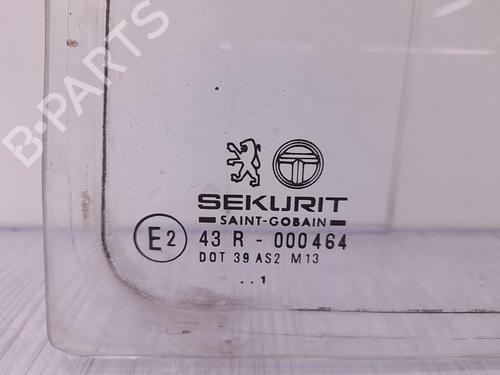 B-PARTS
SEKURIT
SAINT-GOBAIN
E2 43 R - 000464
DOT 39 AS2 M13
. . 1